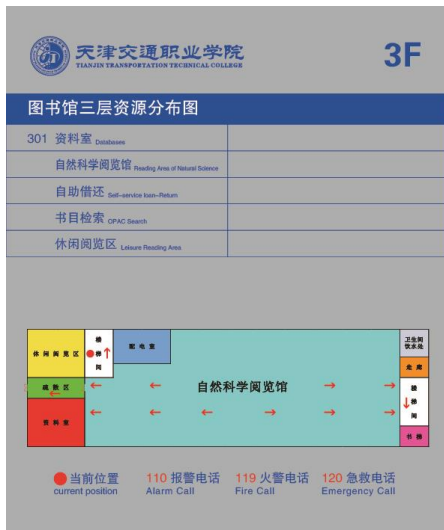 天津交通职业学院
TIANJIN TRANSPORTATION TECHNICAL COLLEGE
3F
图书馆三层资源分布图
301 资料室 Databases
自然科学阅览馆 Reading Area of Natural Science
自助借还 Self-service loan-Return
书目检索 OPAC Search
休闲阅览区 Leisure Reading Area
休闲阅览区
楼梯间
配电室
卫生间
饮水处
疏散区
自然科学阅览馆
楼梯间
资料室
书梯
当前位置
current position
110 报警电话
Alarm Call
119 火警电话
Fire Call
120 急救电话
Emergency Call